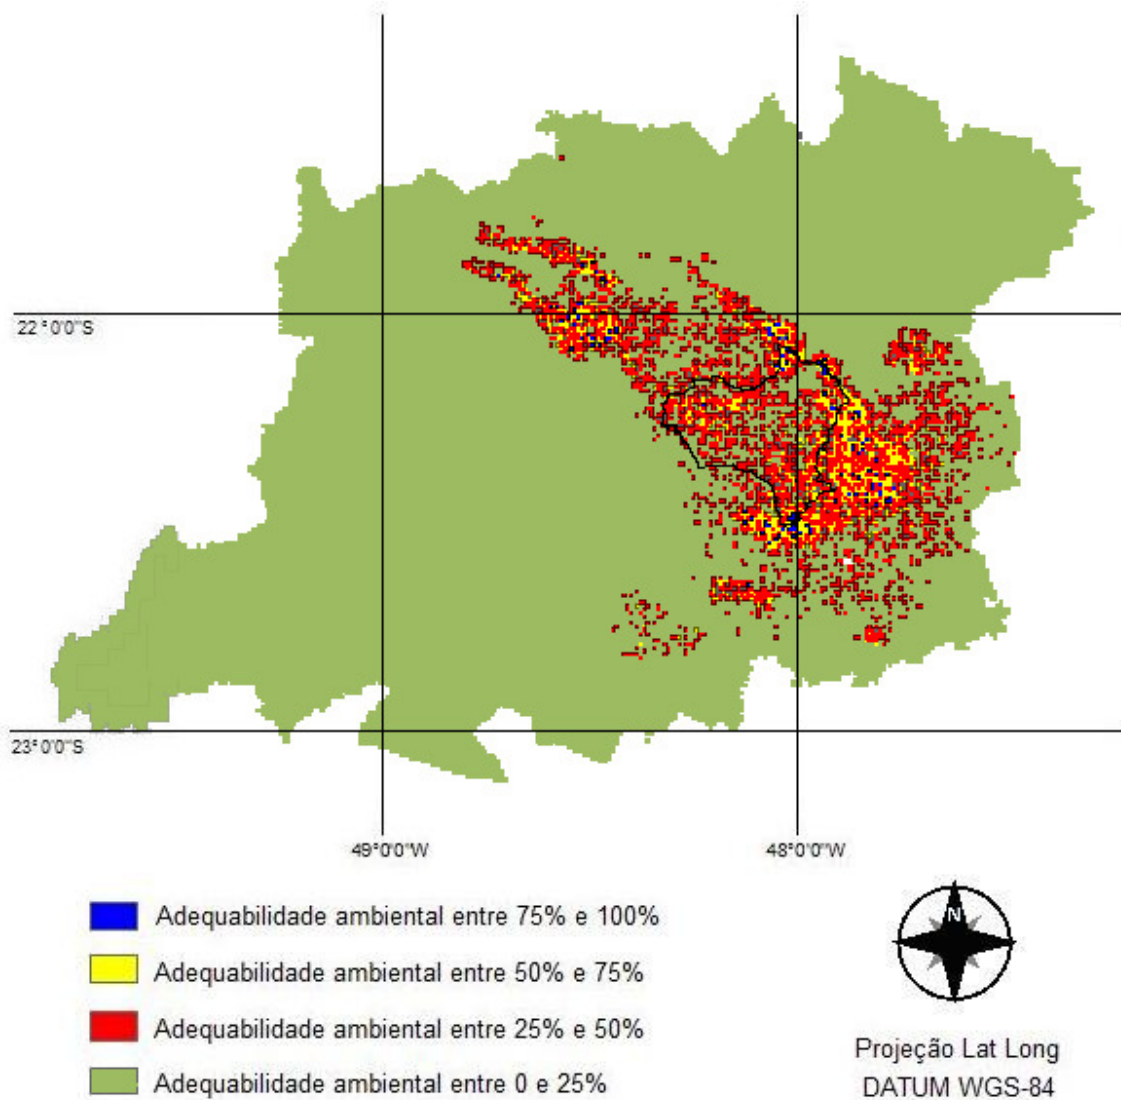 22°0'0"S
23°0'0"S
49°0'0"W
48°0'0"W
Adequabilidade ambiental entre 75% e 100%
Adequabilidade ambiental entre 50% e 75%
Adequabilidade ambiental entre 25% e 50%
Adequabilidade ambiental entre 0 e 25%
N
Projeção Lat Long
DATUM WGS-84